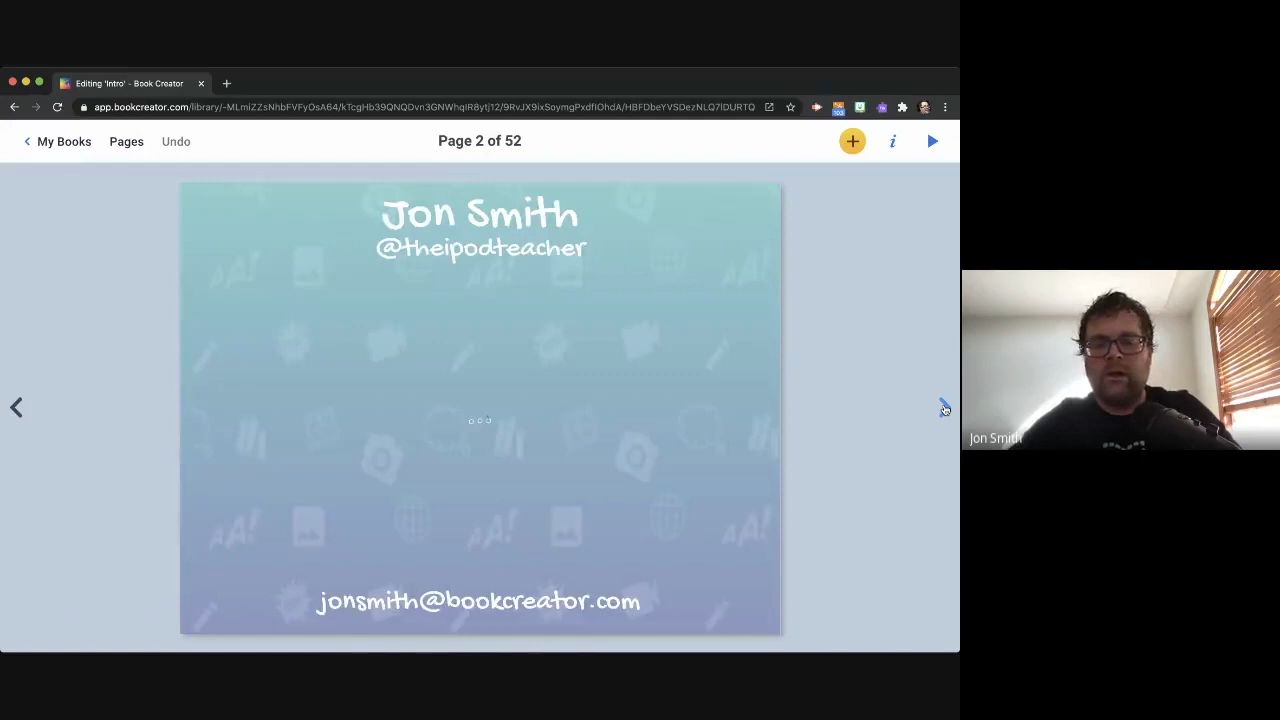 Editing 'Intro' - Book Creator
My Books
Pages
Undo
Page 2 of 52
Jon Smith
@theipodteacher
jonsmith@bookcreator.com
Jon Smith